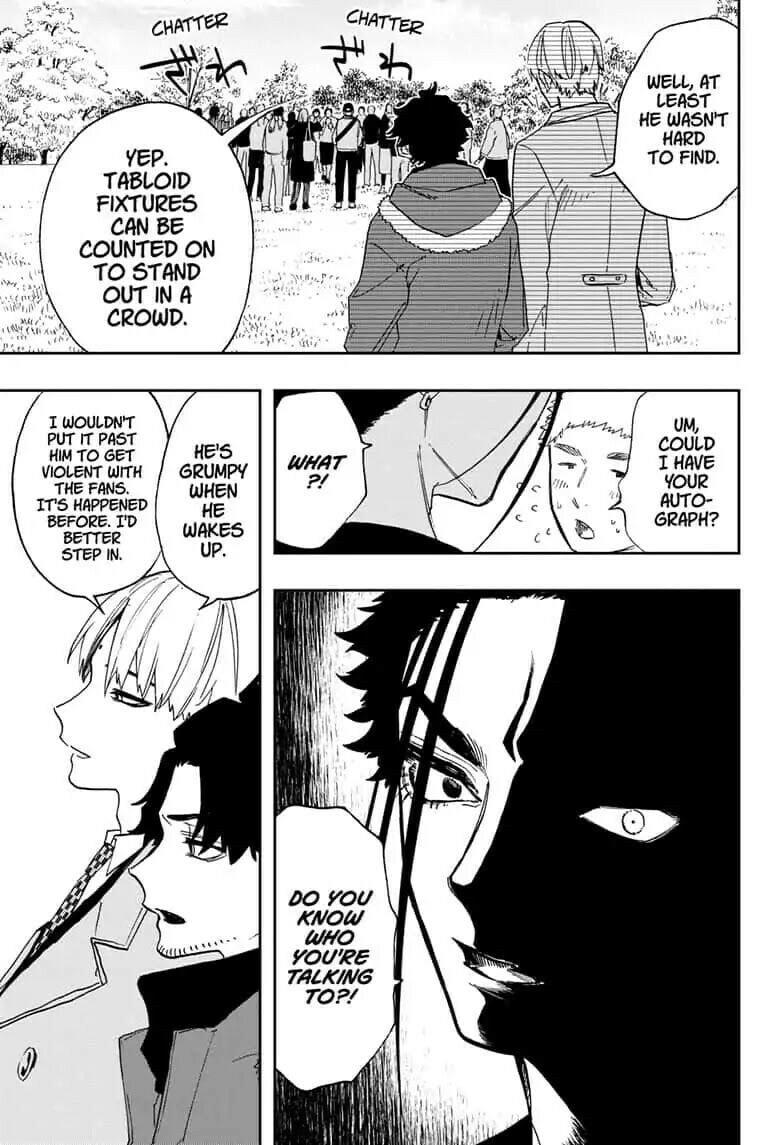 WELL, AT
LEAST
HE WASN'T
HARD
TO FIND.
CHATTER
ざわ
CHATTER
ざわ
YEP.
TABLOID
FIXTURES
CAN BE
COUNTED ON
TO STAND
OUT IN A
CROWD.
UM,
COULD
I HAVE
YOUR
AUTO-
GRAPH?
WHAT
?!
DO YOU
KNOW
WHO
YOU'RE
TALKING
TO?!
HE'S
GRUMPY
WHEN
HE
WAKES
UP.
I WOULDN'T
PUT IT PAST
HIM TO GET
VIOLENT WITH
THE FANS.
IT'S HAPPENED
BEFORE. I'D
BETTER
STEP IN.